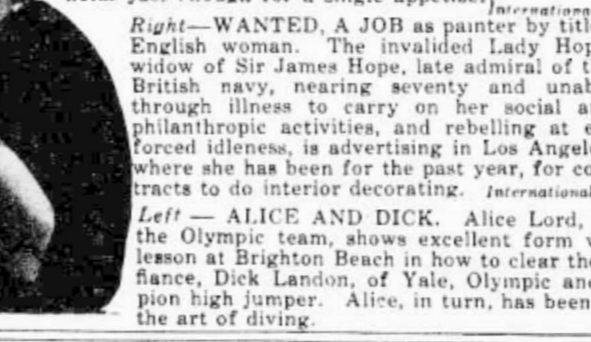 International
Right—WANTED, A JOB as painter by titl
English woman. The invalided Lady Hop
widow of Sir James Hope, late admiral of t
British navy, nearing seventy and unab
through illness to carry on her social a
philanthropic activities, and rebelling at e
forced idleness, is advertising in Los Angel
where she has been for the past year, for co
tracts to do interior decorating. International
Left — ALICE AND DICK. Alice Lord,
the Olympic team, shows excellent form
lesson at Brighton Beach in how to clear the
fiance, Dick Landon, of Yale, Olympic and
pion high jumper. Alice, in turn, has been
the art of diving.